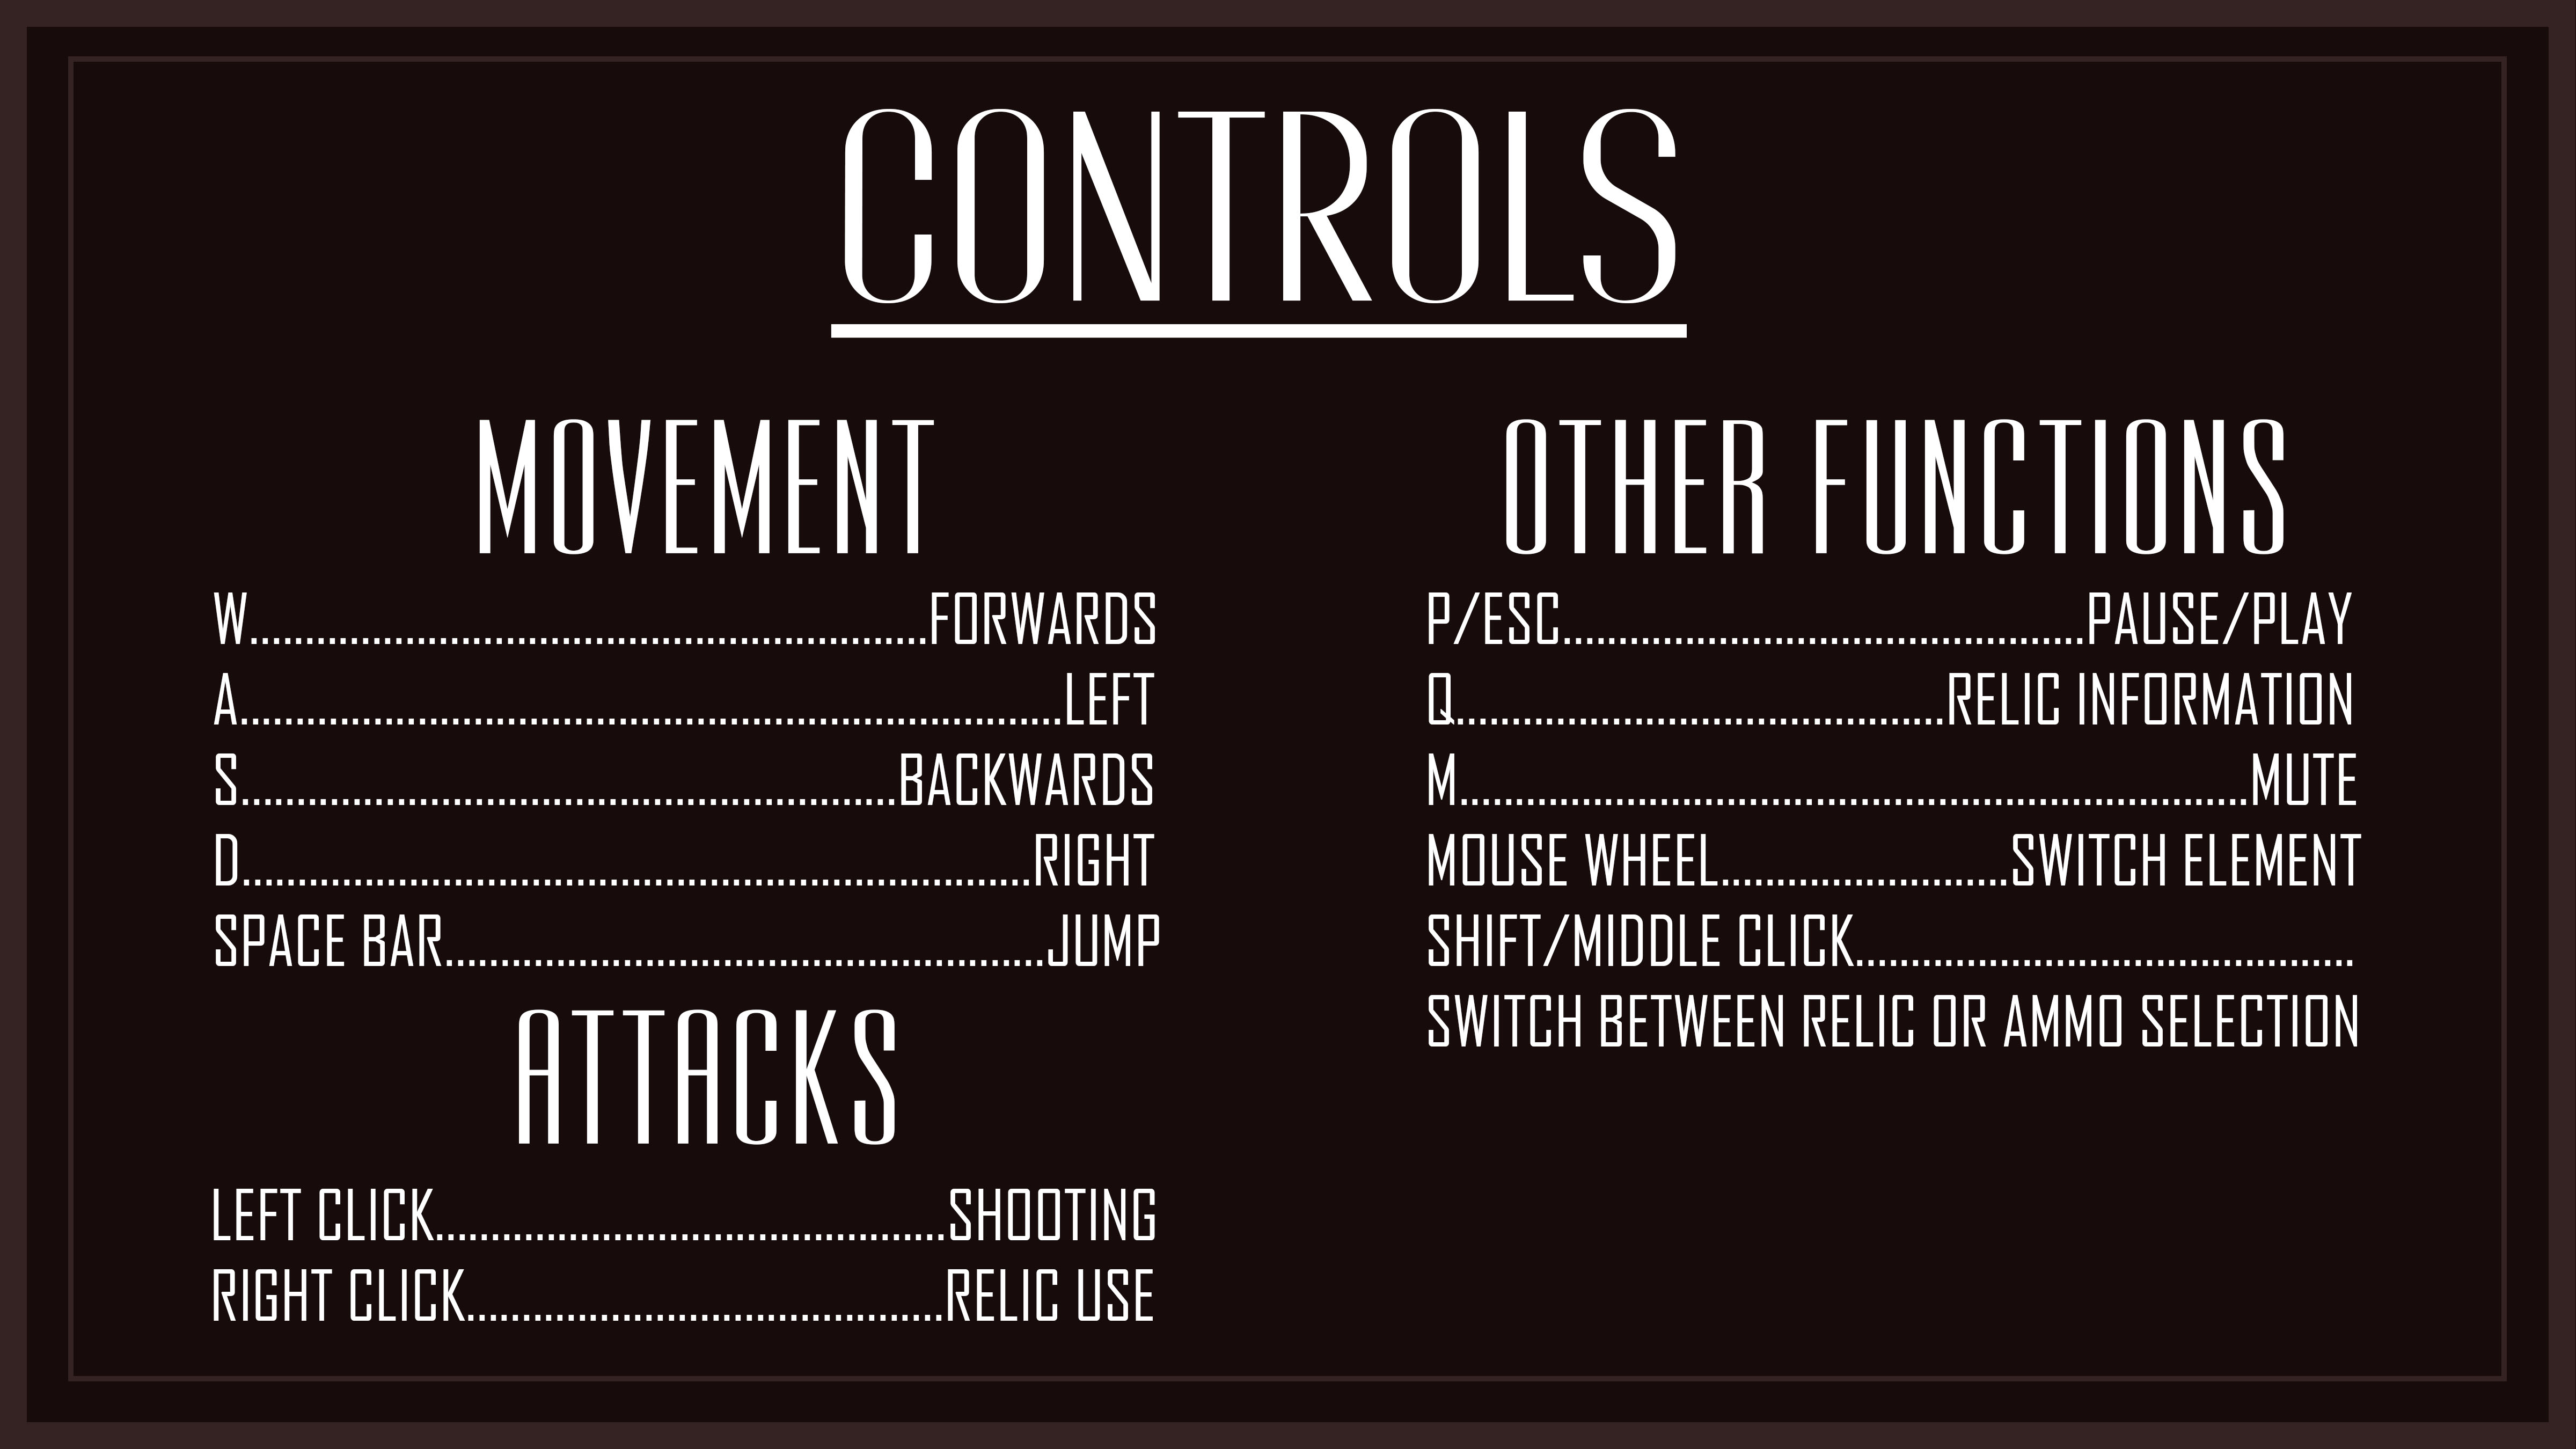 CONTROLS
MOVEMENT
W.............................................................FORWARDS
A..........................................................................LEFT
S...........................................................BACKWARDS
D.......................................................................RIGHT
SPACE BAR......................................................JUMP
ATTACKS
LEFT CLICK..............................................SHOOTING
RIGHT CLICK...........................................RELIC USE
OTHER FUNCTIONS
P/ESC...............................................PAUSE/PLAY
Q............................................RELIC INFORMATION
M.......................................................................MUTE
MOUSE WHEEL..........................SWITCH ELEMENT
SHIFT/MIDDLE CLICK.............................................
SWITCH BETWEEN RELIC OR AMMO SELECTION